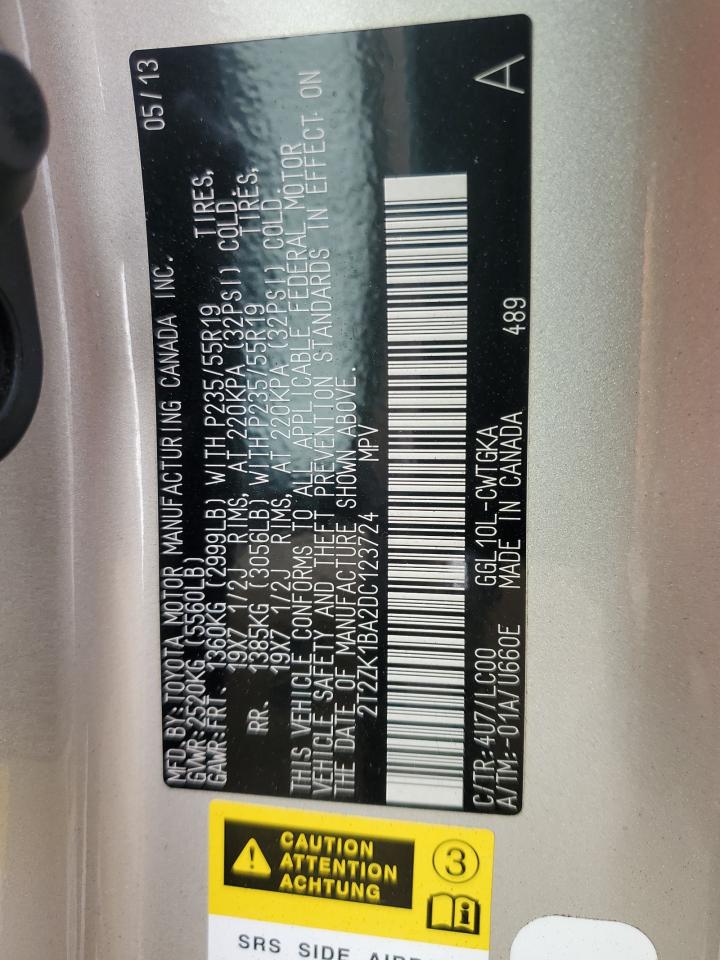 MFD. BY: TOYOTA MOTOR MANUFACTURING CANADA INC. 05/13
GVWR: 2520KG (5560LB)
GAWR: FRT. 1360KG (2999LB) WITH P235/55R19 TIRES,
19X7 1/2J RIMS, AT 220KPA (32PSI) COLD.
RR. 1385KG (3056LB) WITH P235/55R19 TIRES,
19X7 1/2J RIMS, AT 220KPA (32PSI) COLD.
THIS VEHICLE CONFORMS TO ALL APPLICABLE FEDERAL MOTOR
VEHICLE SAFETY AND THEFT PREVENTION STANDARDS IN EFFECT ON
THE DATE OF MANUFACTURE SHOWN ABOVE.
2T2ZK1BA2DC123724 MPV
C/TR: 4U7/LC00 GGL10L-CWTGKA 489 A
A/TM: -01A/U660E MADE IN CANADA
CAUTION
ATTENTION
ACHTUNG
3
SRS SIDE